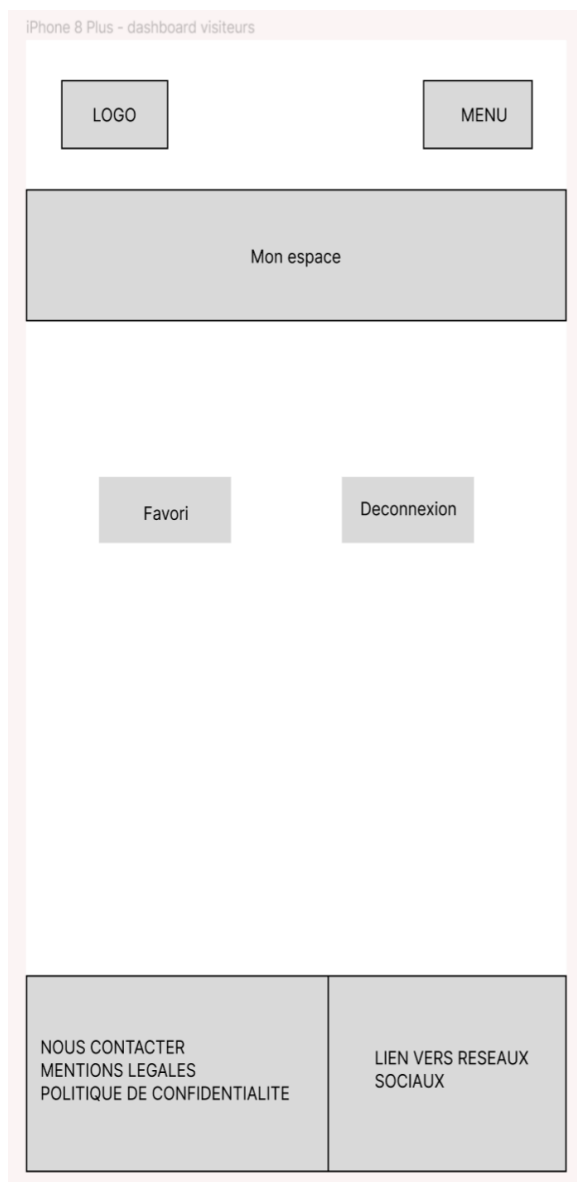 iPhone 8 Plus - dashboard visiteurs
LOGO
MENU
Mon espace
Favori
Deconnexion
NOUS CONTACTER
MENTIONS LEGALES
POLITIQUE DE CONFIDENTIALITE
LIEN VERS RESEAUX
SOCIAUX